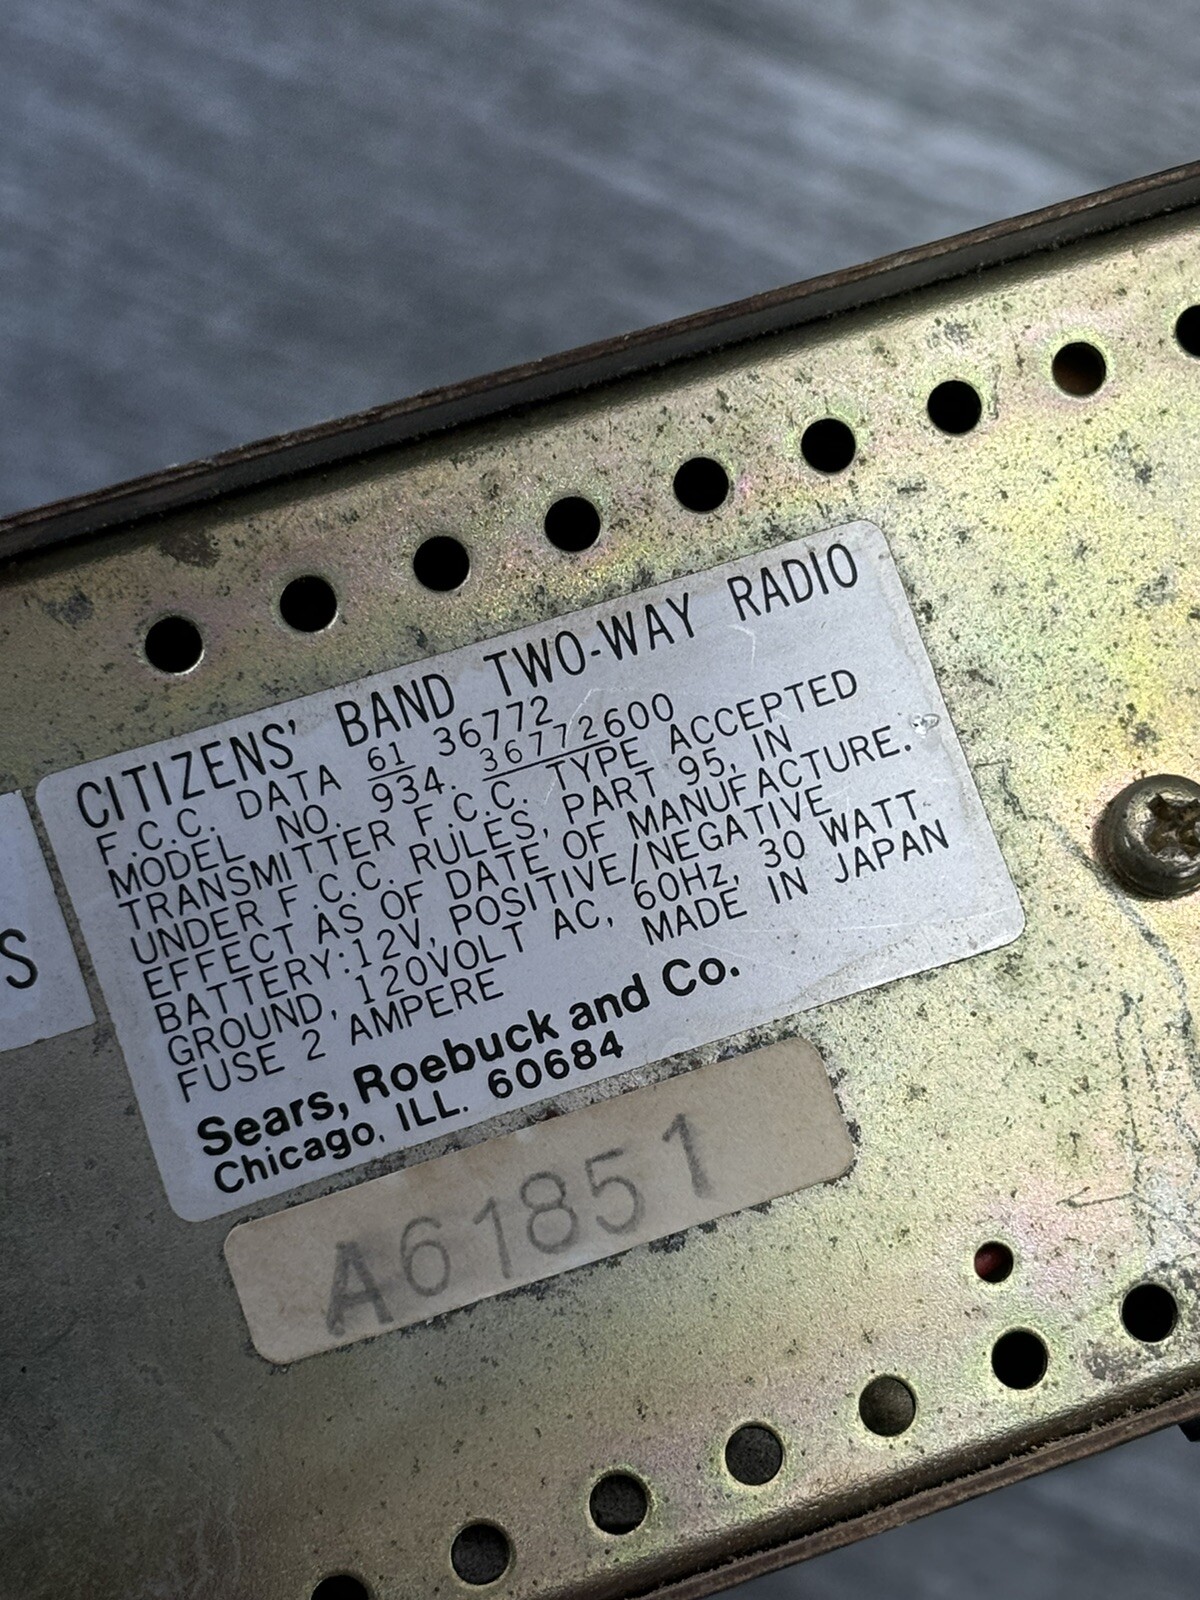 CITIZENS' BAND TWO-WAY RADIO
F.C.C. DATA 61 36772
MODEL NO. 934. 36772600
TRANSMITTER F.C.C. TYPE ACCEPTED
UNDER F.C.C. RULES, PART 95, IN
EFFECT AS OF DATE OF MANUFACTURE.
BATTERY:12V, POSITIVE/NEGATIVE
GROUND, 120VOLT AC, 60Hz, 30 WATT
FUSE 2 AMPERE MADE IN JAPAN
Sears, Roebuck and Co.
Chicago, ILL. 60684
S
A61851